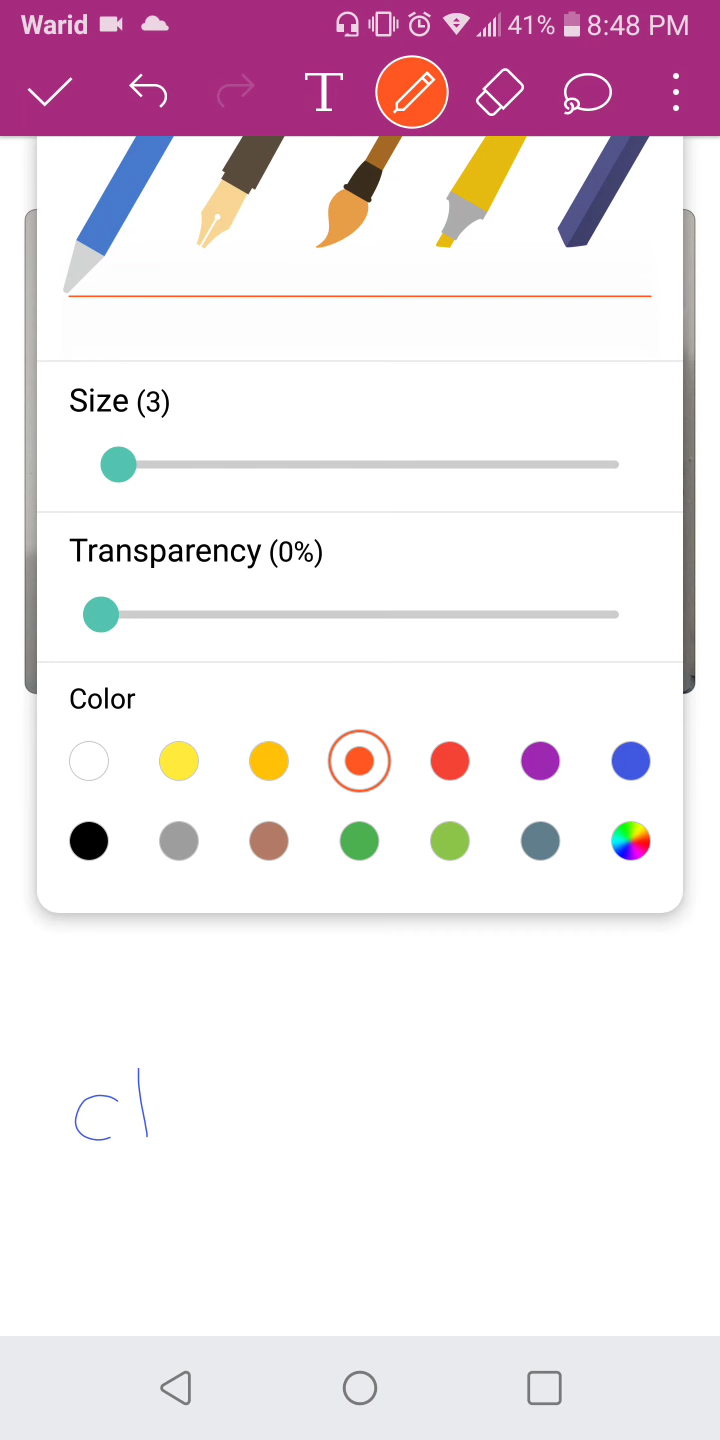 Warid 41% 8:48 PM
T
Size (3)
Transparency (0%)
Color
cl